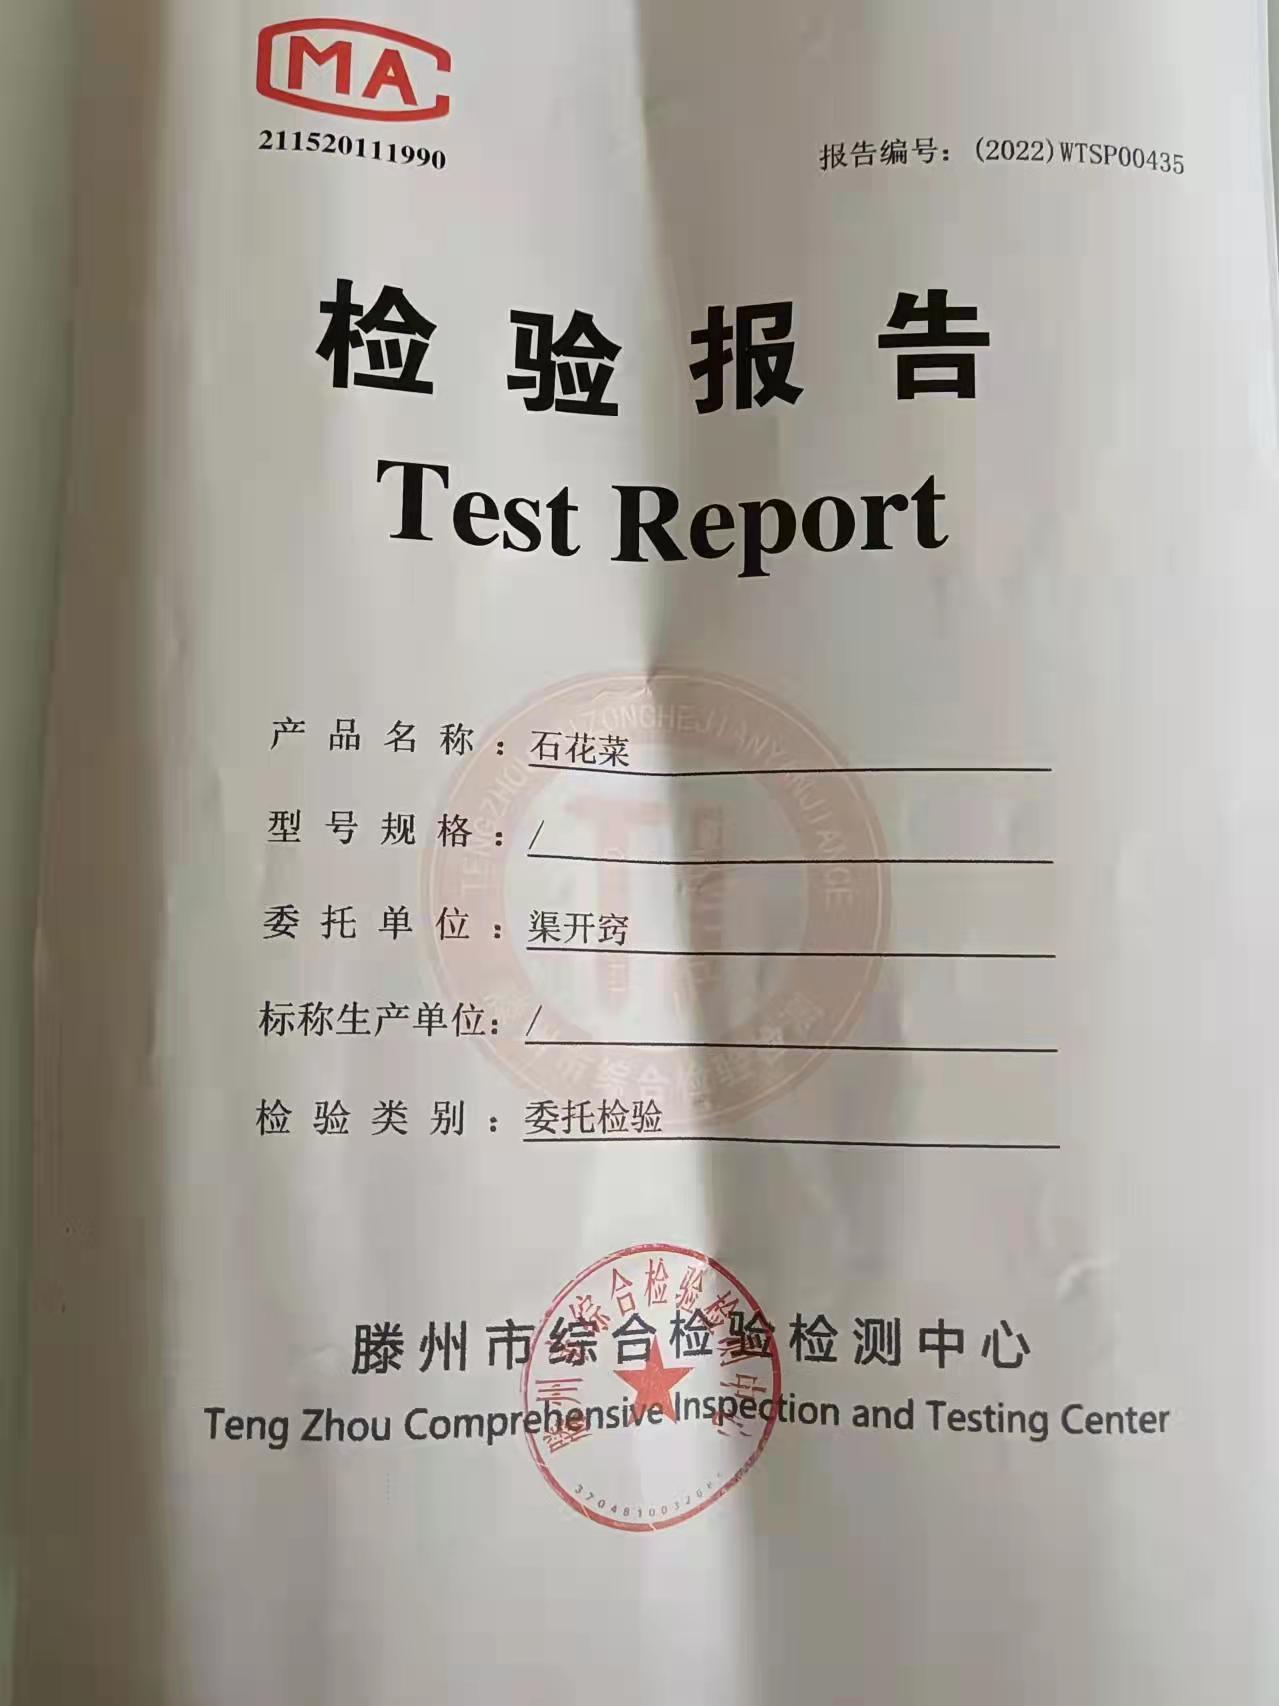 CMA
211520111990
报告编号：(2022)WTSP00435
检验报告
Test Report
产品名称：石花菜
型号规格：/
委托单位：渠开窍
标称生产单位：/
检验类别：委托检验
滕州市综合检验检测中心
Teng Zhou Comprehensive Inspection and Testing Center